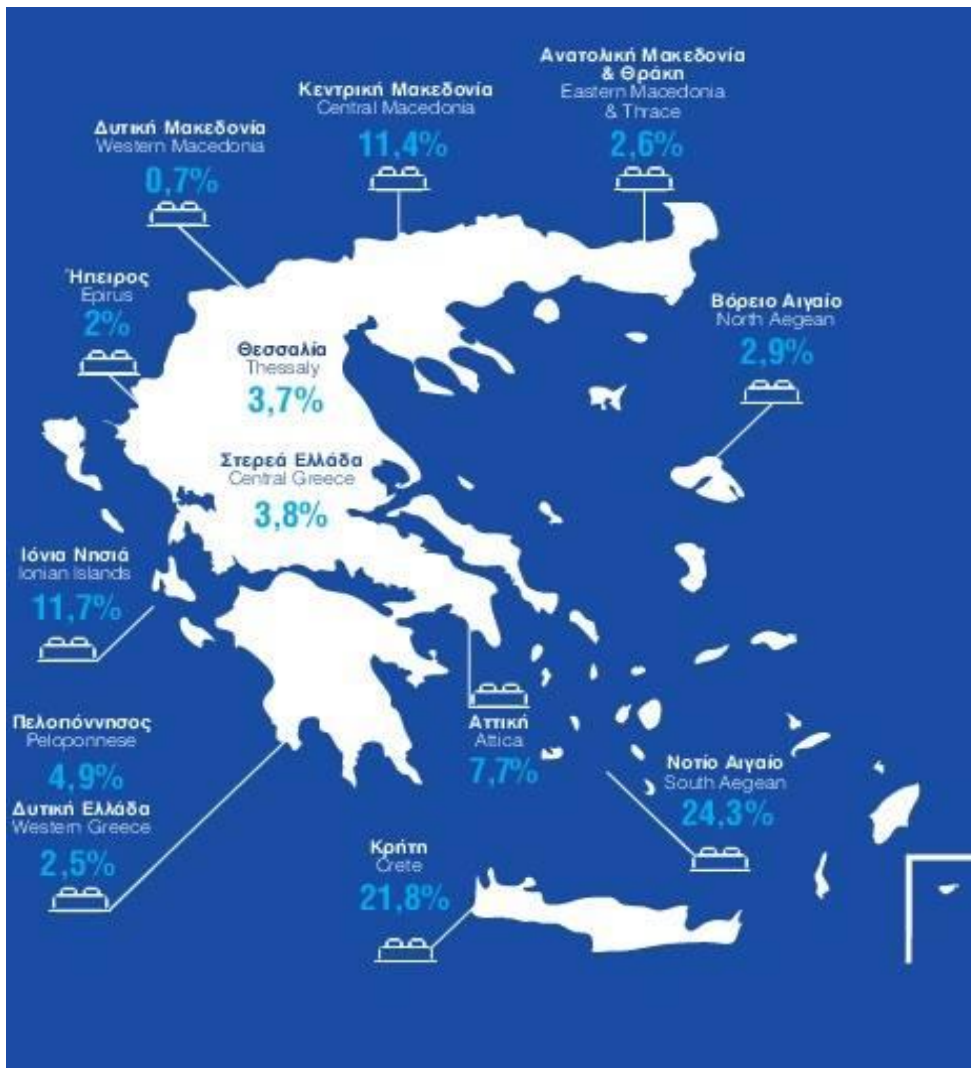 Ανατολική Μακεδονία
& Θράκη
Eastern Macedonia
& Thrace
2,6%
Κεντρική Μακεδονία
Central Macedonia
11,4%
Δυτική Μακεδονία
Western Macedonia
0,7%
Ήπειρος
Epirus
2%
Βόρειο Αιγαίο
North Aegean
2,9%
Θεσσαλία
Thessaly
3,7%
Στερεά Ελλάδα
Central Greece
3,8%
Ιόνια Νησιά
Ionian Islands
11,7%
Πελοπόννησος
Peloponnese
4,9%
Δυτική Ελλάδα
Western Greece
2,5%
Αττική
Attica
7,7%
Νοτίο Αιγαίο
South Aegean
24,3%
Κρήτη
Crete
21,8%